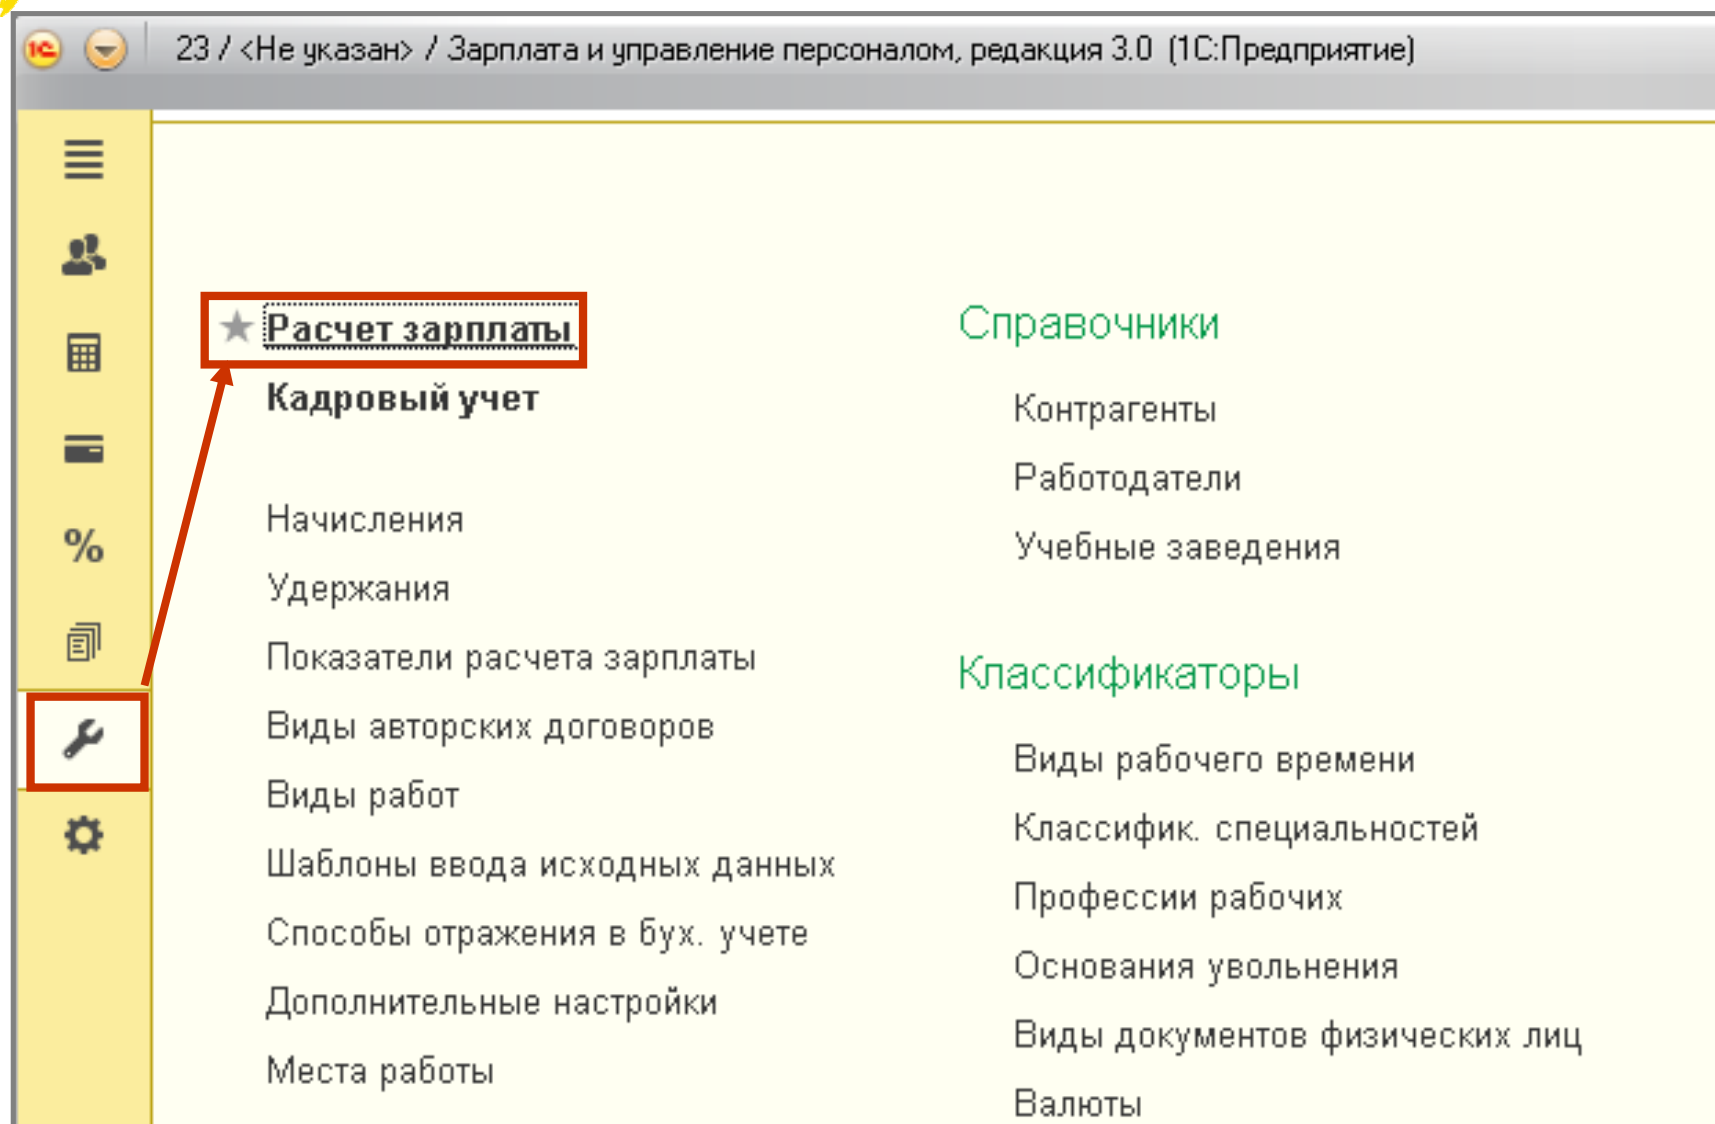 1С
23 / <Не указан> / Зарплата и управление персоналом, редакция 3.0 (1С:Предприятие)
Расчет зарплаты
Кадровый учет
Начисления
Удержания
Показатели расчета зарплаты
Виды авторских договоров
Виды работ
Шаблоны ввода исходных данных
Способы отражения в бух. учете
Дополнительные настройки
Места работы
Справочники
Контрагенты
Работодатели
Учебные заведения
Классификаторы
Виды рабочего времени
Классифик. специальностей
Профессии рабочих
Основания увольнения
Виды документов физических лиц
Валюты
%